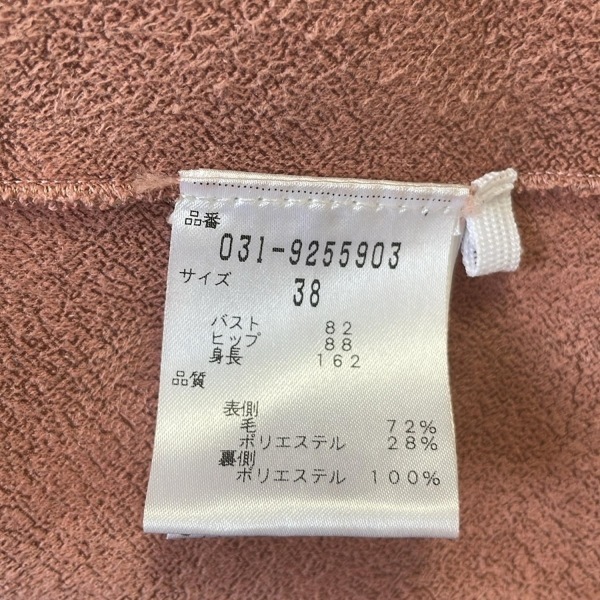 品番
031-9255903
サイズ
38
バスト 82
ヒップ 88
身長 162
品質
表側
毛 72%
ポリエステル 28%
裏側
ポリエステル 100%